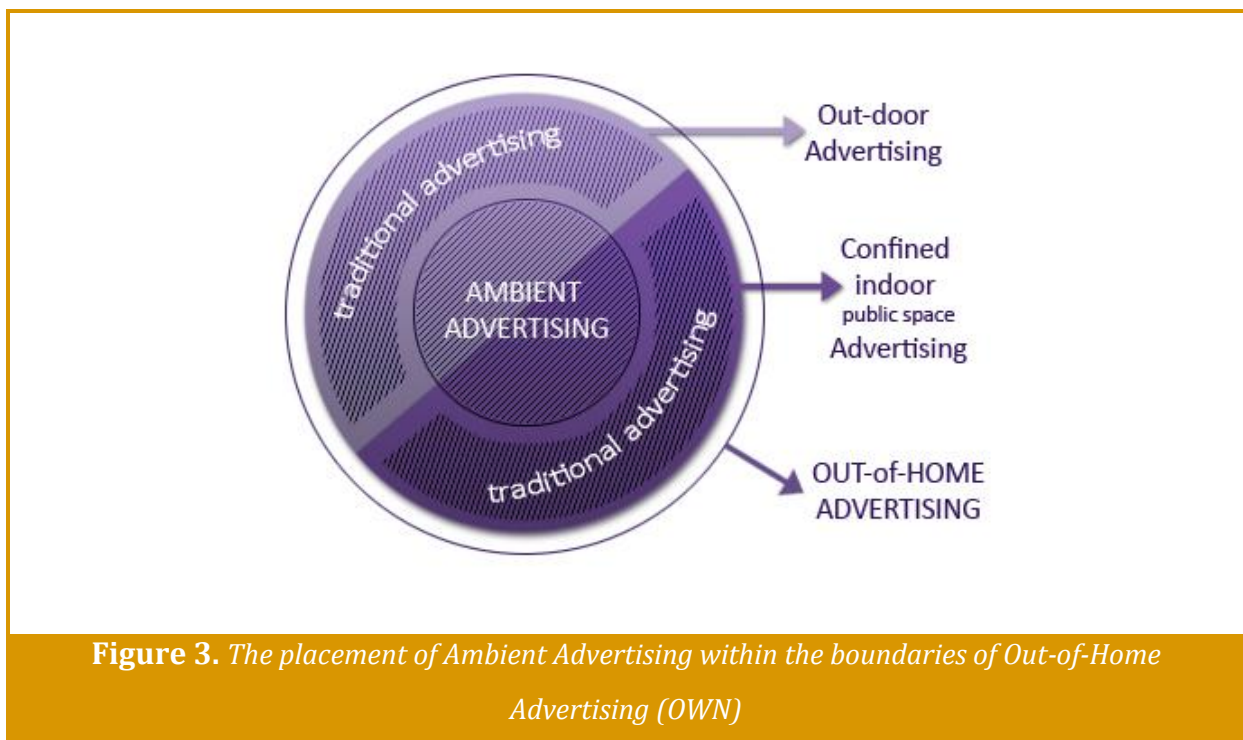 traditional advertising
Out-door
Advertising
AMBIENT
ADVERTISING
Confined
indoor
public space
Advertising
traditional advertising
OUT-of-HOME
ADVERTISING
Figure 3. The placement of Ambient Advertising within the boundaries of Out-of-Home
Advertising (OWN)